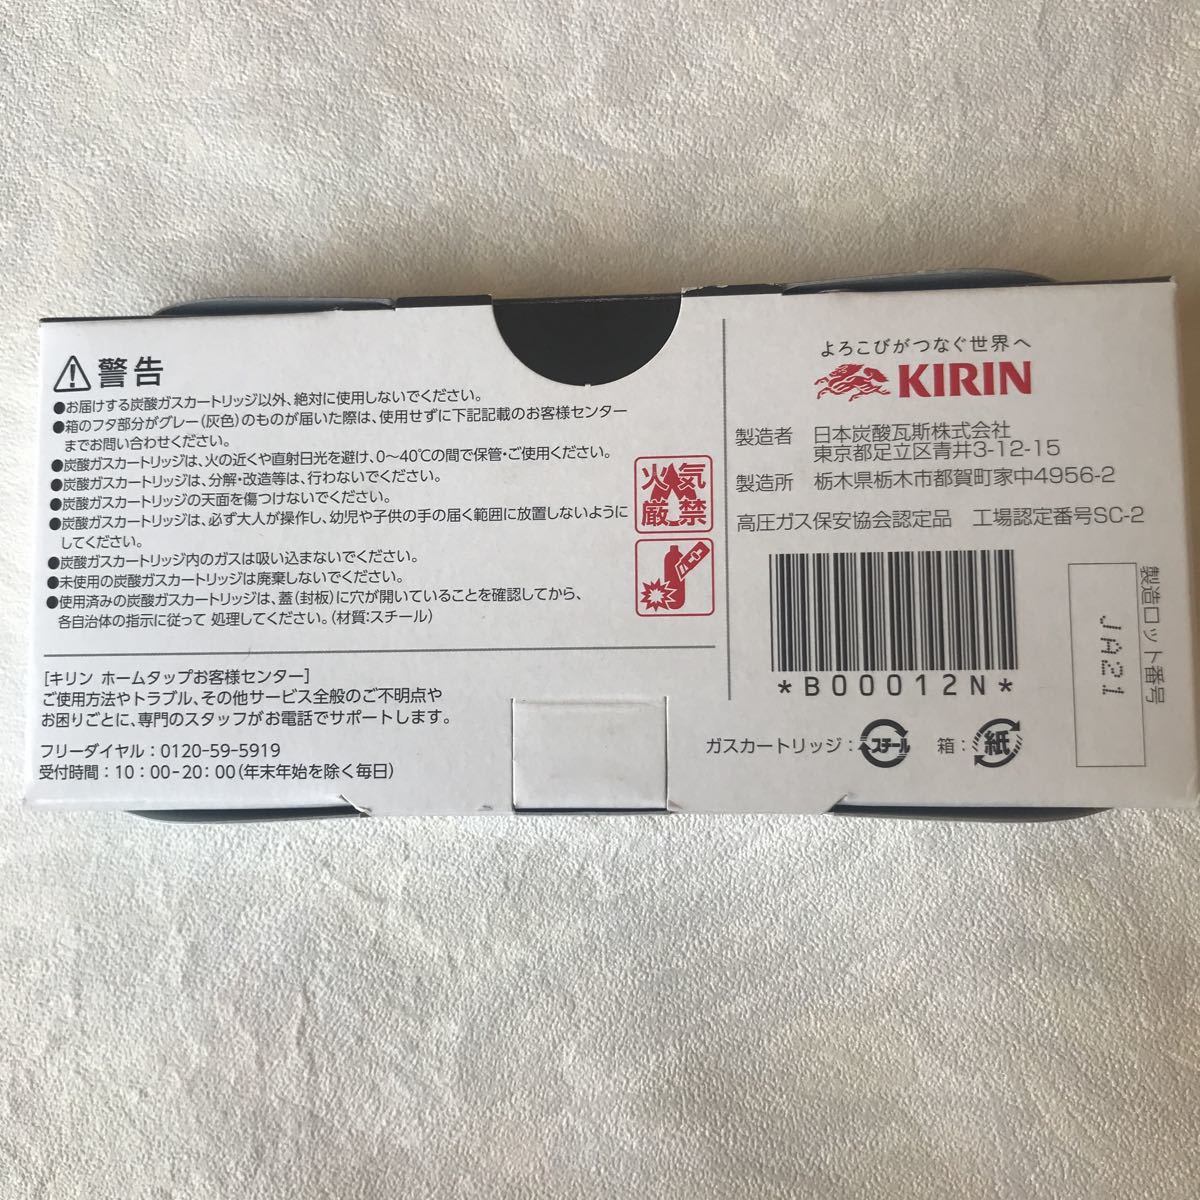 警告
●お届けする炭酸ガスカートリッジ以外、絶対に使用しないでください。
●箱のフタ部分がグレー(灰色)のものが届いた際は、使用せずに下記記載のお客様センター
までお問い合わせください。
●炭酸ガスカートリッジは、火の近くや直射日光を避け、0〜40℃の間で保管・ご使用ください。
●炭酸ガスカートリッジは、分解・改造等は、行わないでください。
●炭酸ガスカートリッジの天面を傷つけないでください。
●炭酸ガスカートリッジは、必ず大人が操作し、幼児や子供の手の届く範囲に放置しないように
してください。
●炭酸ガスカートリッジ内のガスは吸い込まないでください。
●未使用の炭酸ガスカートリッジは廃棄しないでください。
●使用済みの炭酸ガスカートリッジは、蓋(封板)に穴が開いていることを確認してから、
各自治体の指示に従って 処理してください。(材質:スチール)
火気
厳禁
[キリン ホームタップお客様センター]
ご使用方法やトラブル、その他サービス全般のご不明点や
お困りごとに、専門のスタッフがお電話でサポートします。
フリーダイヤル:0120-59-5919
受付時間:10:00-20:00(年末年始を除く毎日)
よろこびがつなぐ世界へ
KIRIN
製造者 日本炭酸瓦斯株式会社
東京都足立区青井3-12-15
製造所 栃木県栃木市都賀町家中4956-2
高圧ガス保安協会認定品 工場認定番号SC-2
*B00012N*
製造ロット番号
JA21
ガスカートリッジ: スチール 箱: 紙